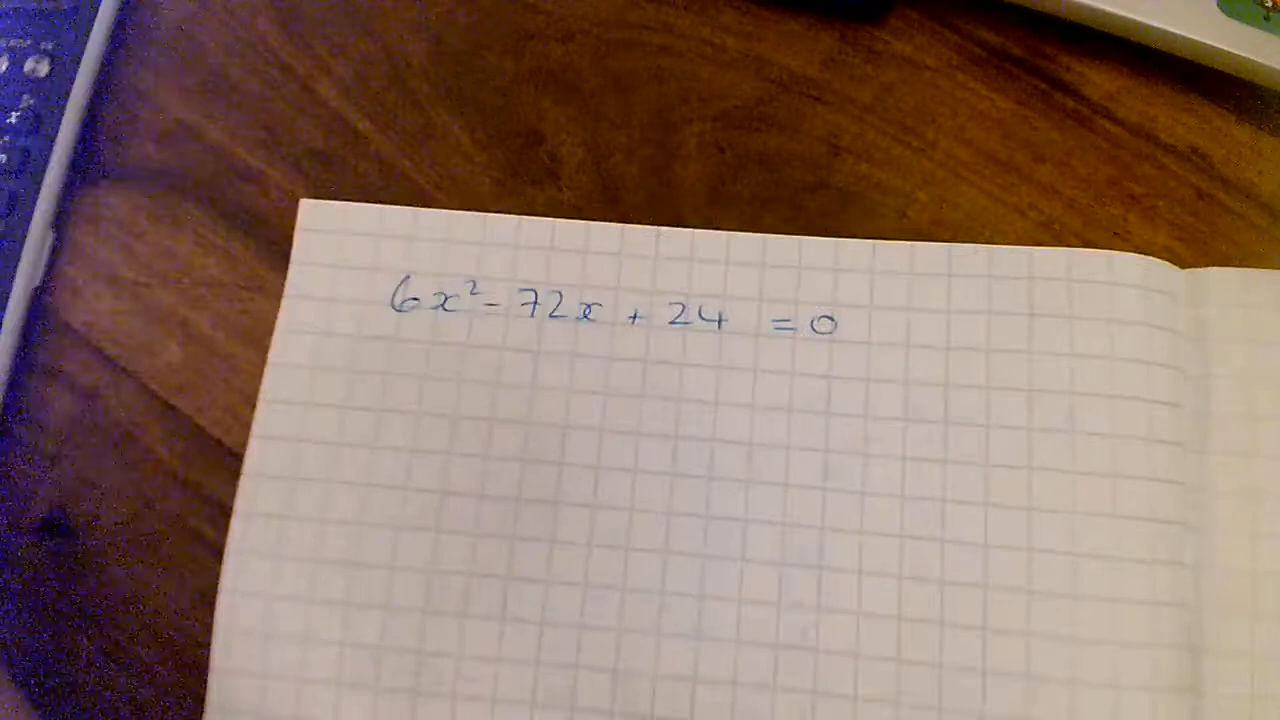 6x² - 72x + 24 = 0